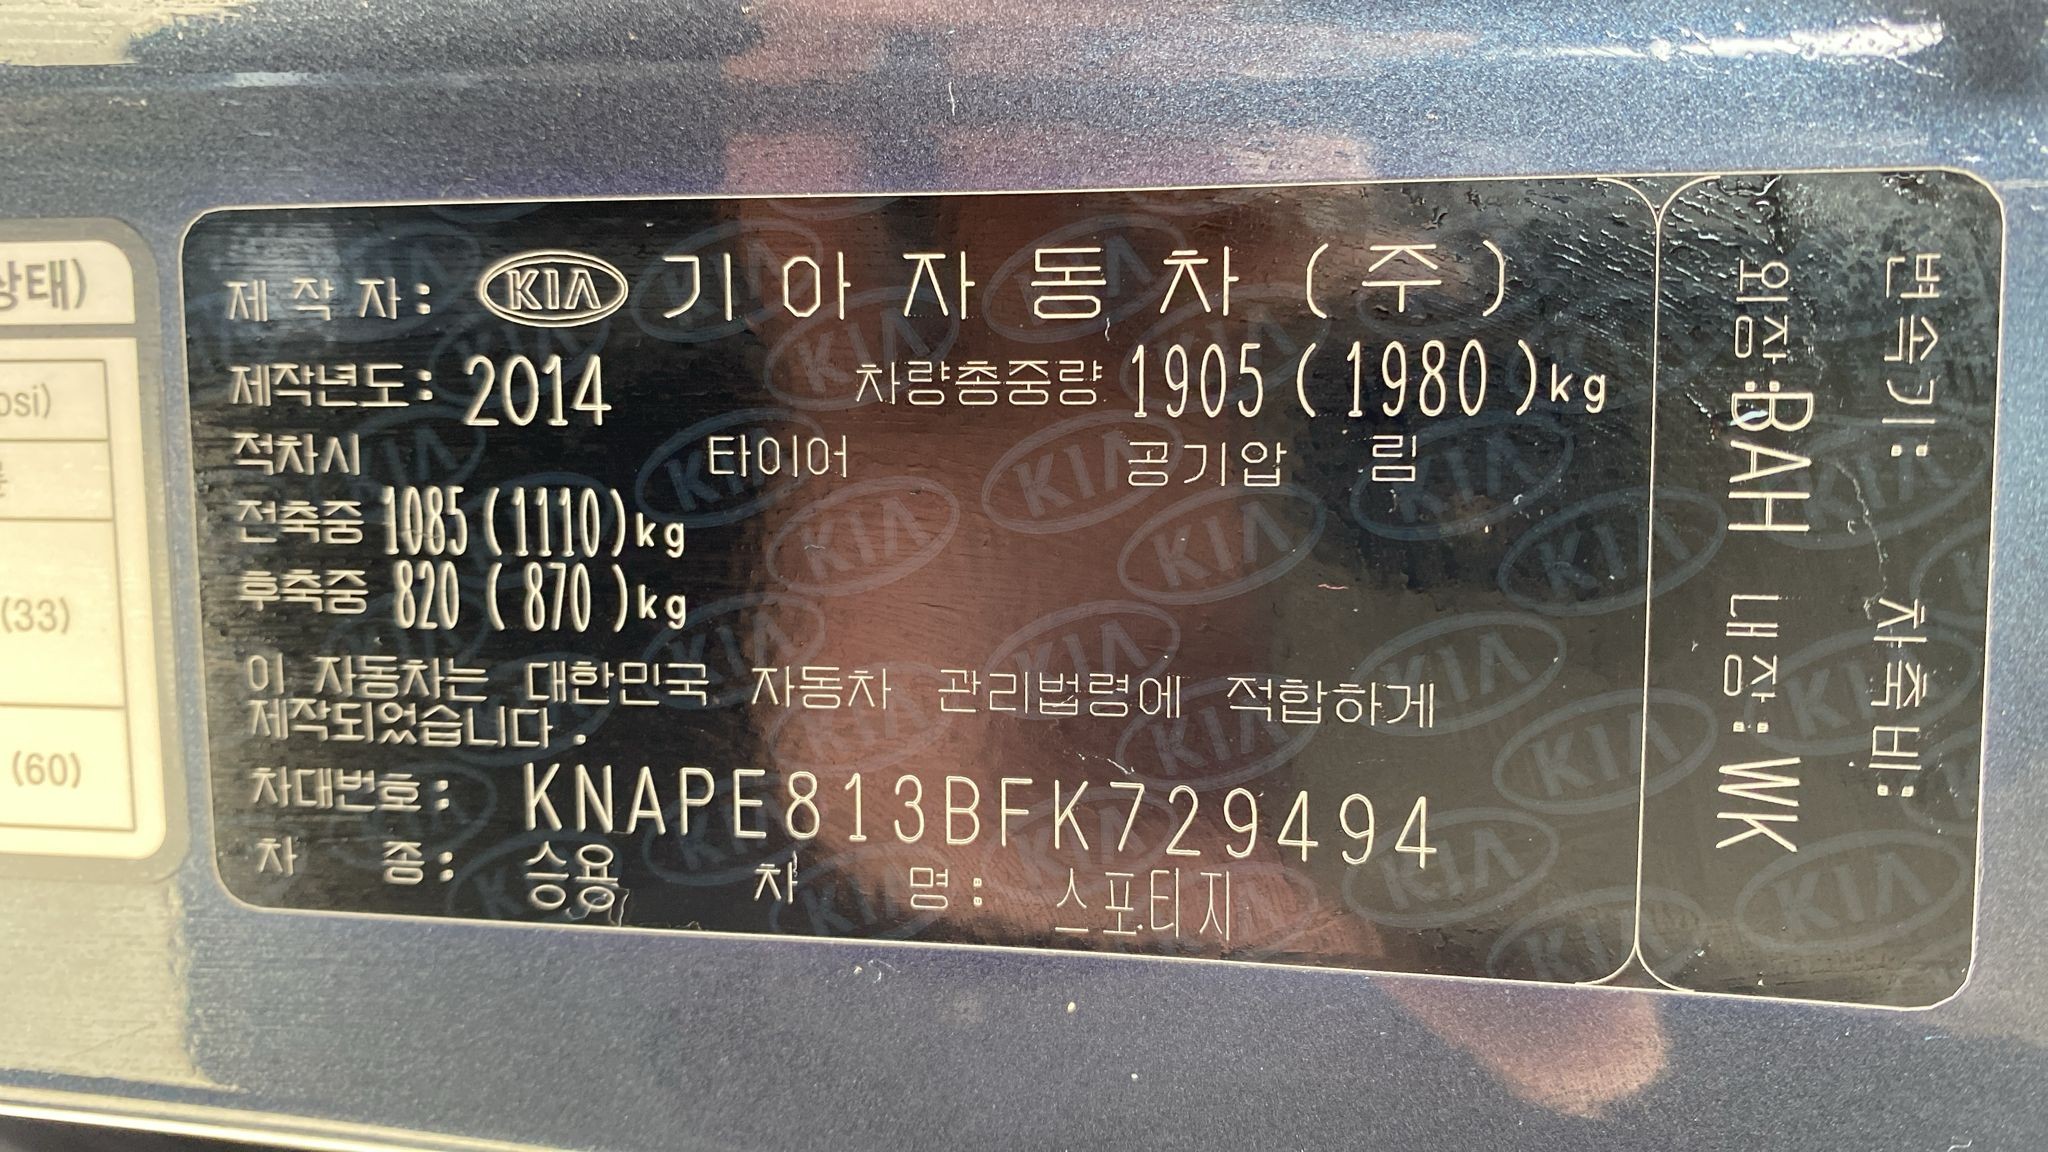 상태)
psi)
(33)
(60)
제 작 자 : KIA 기 아 자 동 차 ( 주 )
제작년도 : 2014 차량총중량 1905 ( 1980 ) kg
적차시 타이어 공기압 림
전축중 1085 (1110) kg
후축중 820 ( 870 ) kg
이 자동차는 대한민국 자동차 관리법령에 적합하게
제작되었습니다 .
차대번호 : KNAPE813BFK729494
차 종 : 승용 차 명 : 스포티지
변속기 : 차축비 :
외장 : BAH 내장 : WK